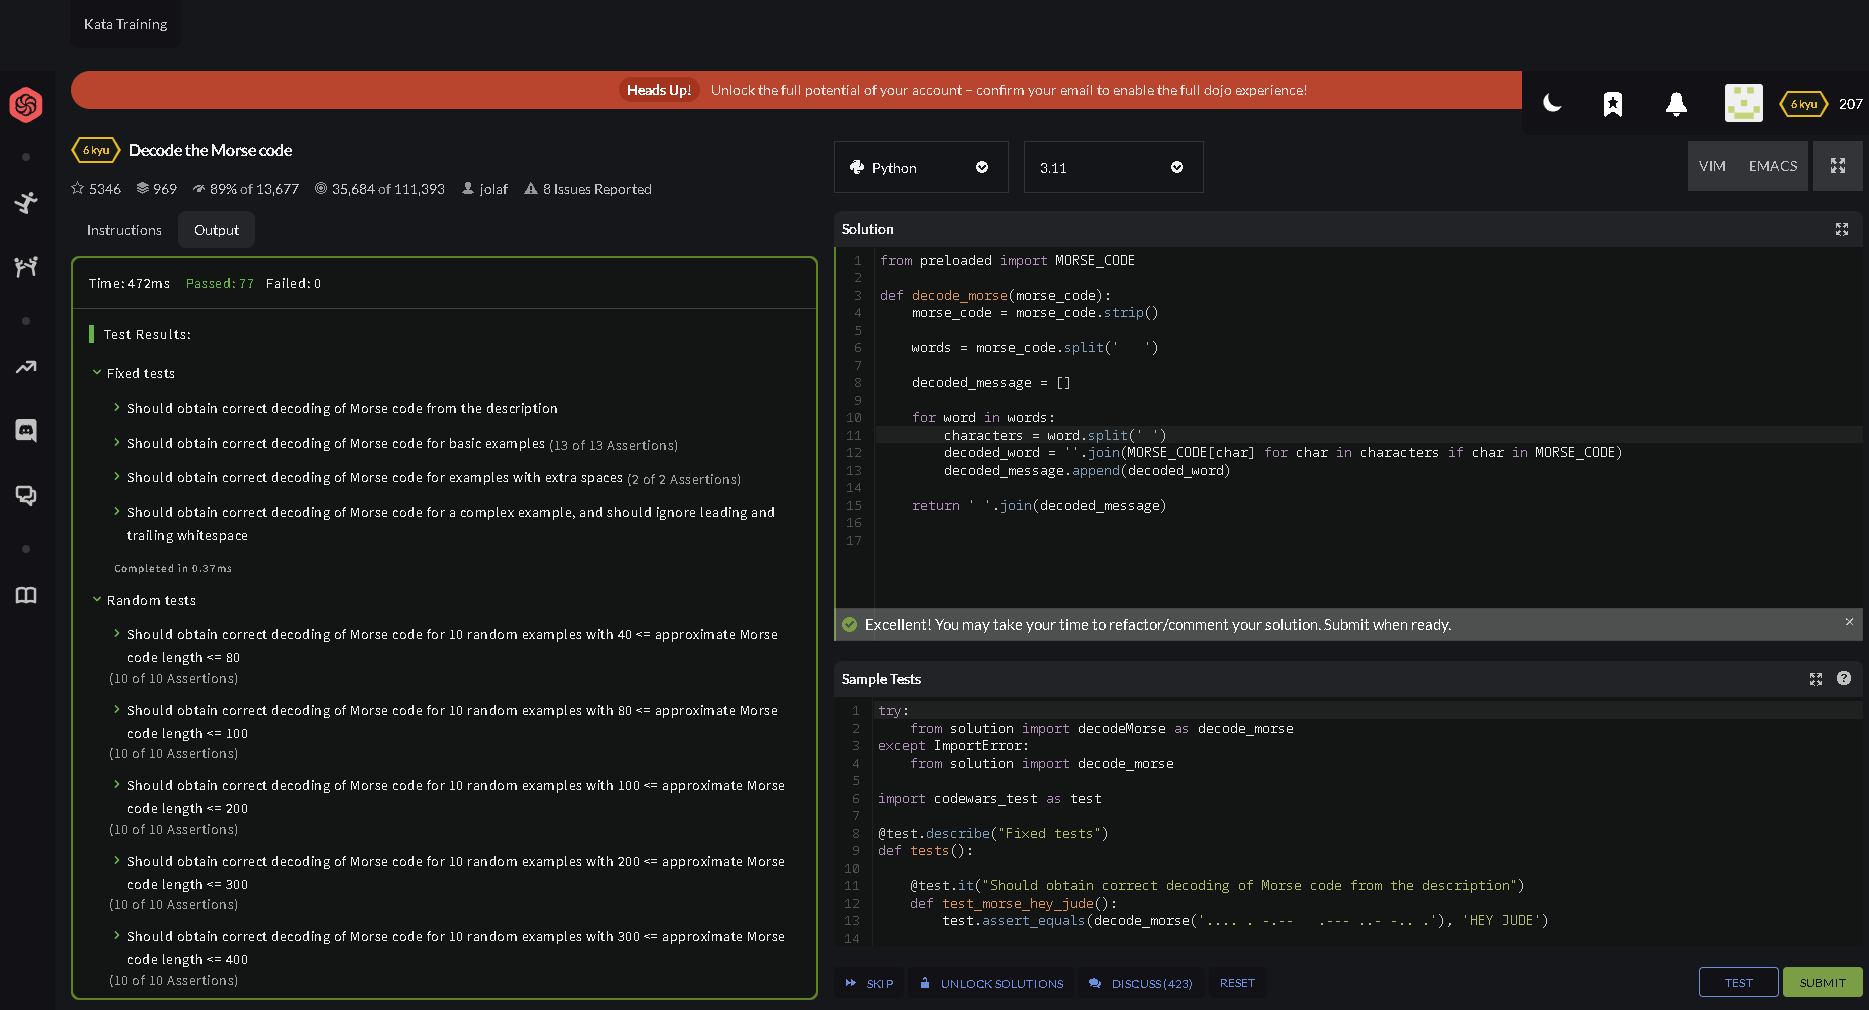 Kata Training
Heads Up! Unlock the full potential of your account – confirm your email to enable the full dojo experience!
6 kyu 207
6 kyu Decode the Morse code
5346 969 89% of 13,677 35,684 of 111,393 jolaf 8 Issues Reported
Python 3.11 VIM EMACS
Instructions Output
Time: 472ms Passed: 77 Failed: 0
Test Results:
Fixed tests
Should obtain correct decoding of Morse code from the description
Should obtain correct decoding of Morse code for basic examples (13 of 13 Assertions)
Should obtain correct decoding of Morse code for examples with extra spaces (2 of 2 Assertions)
Should obtain correct decoding of Morse code for a complex example, and should ignore leading and
trailing whitespace
Completed in 0.37ms
Random tests
Should obtain correct decoding of Morse code for 10 random examples with 40 <= approximate Morse
code length <= 80
(10 of 10 Assertions)
Should obtain correct decoding of Morse code for 10 random examples with 80 <= approximate Morse
code length <= 100
(10 of 10 Assertions)
Should obtain correct decoding of Morse code for 10 random examples with 100 <= approximate Morse
code length <= 200
(10 of 10 Assertions)
Should obtain correct decoding of Morse code for 10 random examples with 200 <= approximate Morse
code length <= 300
(10 of 10 Assertions)
Should obtain correct decoding of Morse code for 10 random examples with 300 <= approximate Morse
code length <= 400
(10 of 10 Assertions)
Solution
1 from preloaded import MORSE_CODE
2
3 def decode_morse(morse_code):
4     morse_code = morse_code.strip()
5
6     words = morse_code.split('   ')
7
8     decoded_message = []
9
10     for word in words:
11         characters = word.split(' ')
12         decoded_word = ''.join(MORSE_CODE[char] for char in characters if char in MORSE_CODE)
13         decoded_message.append(decoded_word)
14
15     return ' '.join(decoded_message)
16
17
Excellent! You may take your time to refactor/comment your solution. Submit when ready.
Sample Tests
1 try:
2     from solution import decodeMorse as decode_morse
3 except ImportError:
4     from solution import decode_morse
5
6 import codewars_test as test
7
8 @test.describe("Fixed tests")
9 def tests():
10
11     @test.it("Should obtain correct decoding of Morse code from the description")
12     def test_morse_hey_jude():
13         test.assert_equals(decode_morse('.... . -.--   .--- ..- -.. .'), 'HEY JUDE')
14
SKIP UNLOCK SOLUTIONS DISCUSS (423) RESET TEST SUBMIT